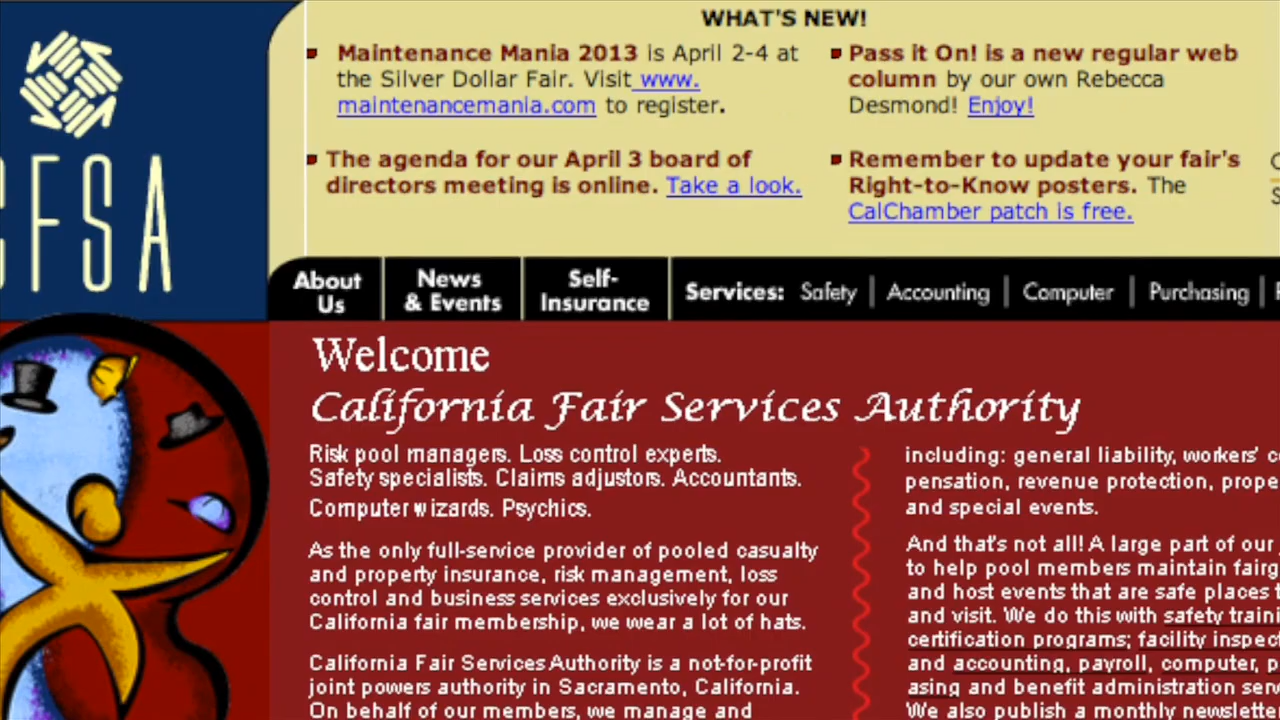 WHAT'S NEW!
Maintenance Mania 2013 is April 2-4 at
the Silver Dollar Fair. Visit www.
maintenancemania.com to register.
The agenda for our April 3 board of
directors meeting is online. Take a look.
Pass it On! is a new regular web
column by our own Rebecca
Desmond! Enjoy!
Remember to update your fair's
Right-to-Know posters. The
CalChamber patch is free.
CFSA
About Us
News & Events
Self-Insurance
Services: Safety | Accounting | Computer | Purchasing |
Welcome
California Fair Services Authority
Risk pool managers. Loss control experts.
Safety specialists. Claims adjustors. Accountants.
Computer wizards. Psychics.
As the only full-service provider of pooled casualty
and property insurance, risk management, loss
control and business services exclusively for our
California fair membership, we wear a lot of hats.
California Fair Services Authority is a not-for-profit
joint powers authority in Sacramento, California.
On behalf of our members, we manage and
including: general liability, workers'
pensation, revenue protection,
and special events.
And that's not all! A large part of our
to help pool members maintain
and host events that are safe places
and visit. We do this with safety
certification programs; facility
and accounting, payroll, computer,
asing and benefit administration
We also publish a monthly